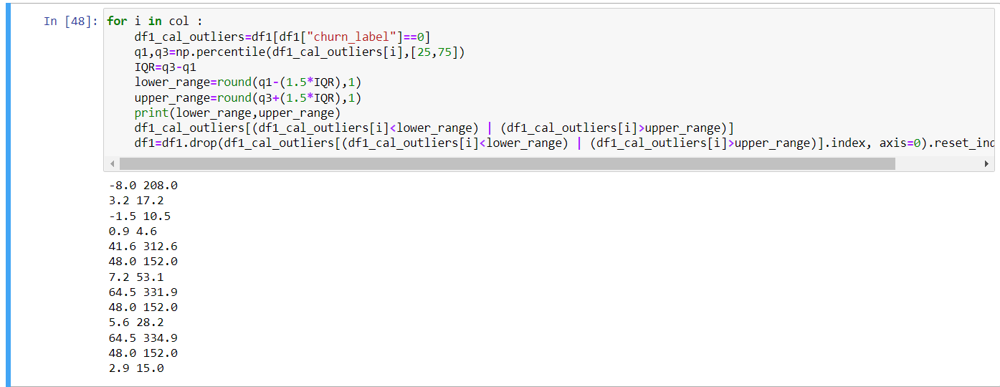 In [48]: for i in col :
df1_cal_outliers=df1[df1["churn_label"]==0]
q1,q3=np.percentile(df1_cal_outliers[i],[25,75])
IQR=q3-q1
lower_range=round(q1-(1.5*IQR),1)
upper_range=round(q3+(1.5*IQR),1)
print(lower_range,upper_range)
df1_cal_outliers[(df1_cal_outliers[i]<lower_range) | (df1_cal_outliers[i]>upper_range)]
df1=df1.drop(df1_cal_outliers[(df1_cal_outliers[i]<lower_range) | (df1_cal_outliers[i]>upper_range)].index, axis=0).reset_ind
-8.0 208.0
3.2 17.2
-1.5 10.5
0.9 4.6
41.6 312.6
48.0 152.0
7.2 53.1
64.5 331.9
48.0 152.0
5.6 28.2
64.5 334.9
48.0 152.0
2.9 15.0